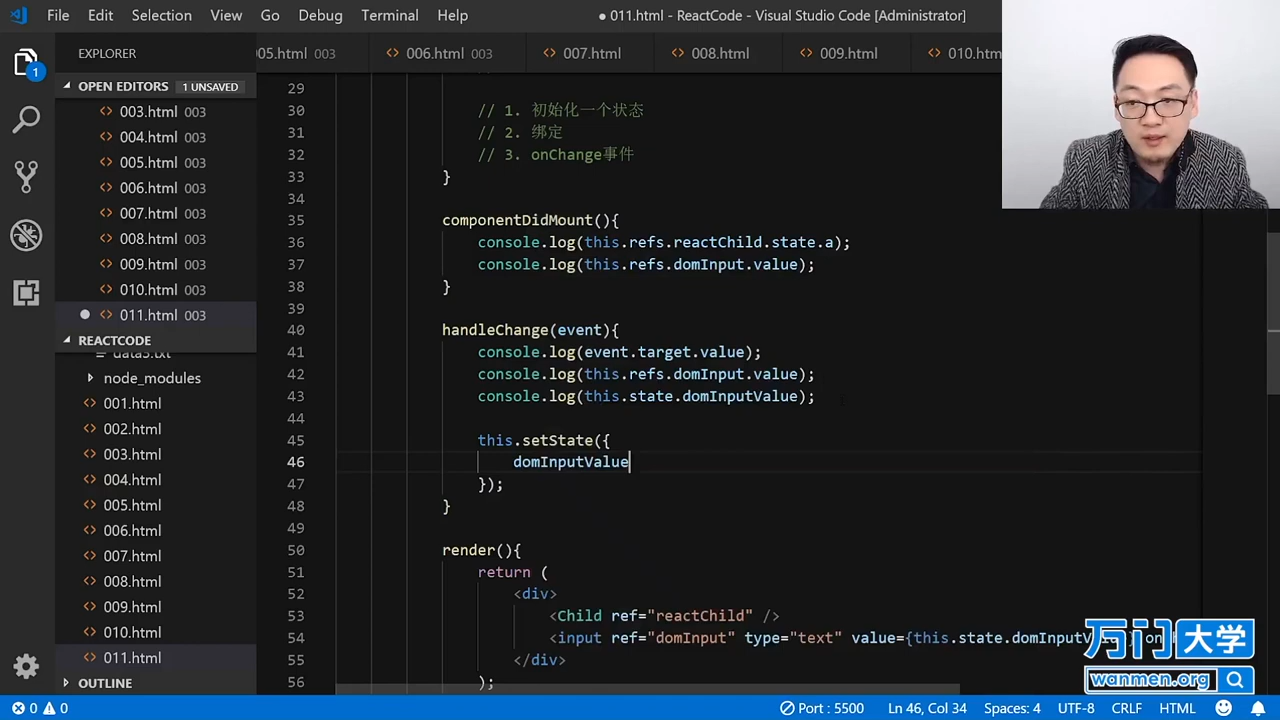 File Edit Selection View Go Debug Terminal Help
● 011.html - ReactCode - Visual Studio Code [Administrator]
EXPLORER
005.html 003
006.html 003
007.html
008.html
009.html
010.htm
1
OPEN EDITORS 1 UNSAVED
003.html 003
004.html 003
005.html 003
006.html 003
007.html 003
008.html 003
009.html 003
010.html 003
011.html 003
REACTCODE
data3.txt
node_modules
001.html
002.html
003.html
004.html
005.html
006.html
007.html
008.html
009.html
010.html
011.html
OUTLINE
29
30 // 1. 初始化一个状态
31 // 2. 绑定
32 // 3. onChange事件
33 }
34
35 componentDidMount(){
36 console.log(this.refs.reactChild.state.a);
37 console.log(this.refs.domInput.value);
38 }
39
40 handleChange(event){
41 console.log(event.target.value);
42 console.log(this.refs.domInput.value);
43 console.log(this.state.domInputValue);
44
45 this.setState({
46 domInputValue
47 });
48 }
49
50 render(){
51 return (
52 <div>
53 <Child ref="reactChild" />
54 <input ref="domInput" type="text" value={this.state.domInputV
55 </div>
56 );
万门大学
wanmen.org
0 0
Port : 5500
Ln 46, Col 34
Spaces: 4
UTF-8
CRLF
HTML